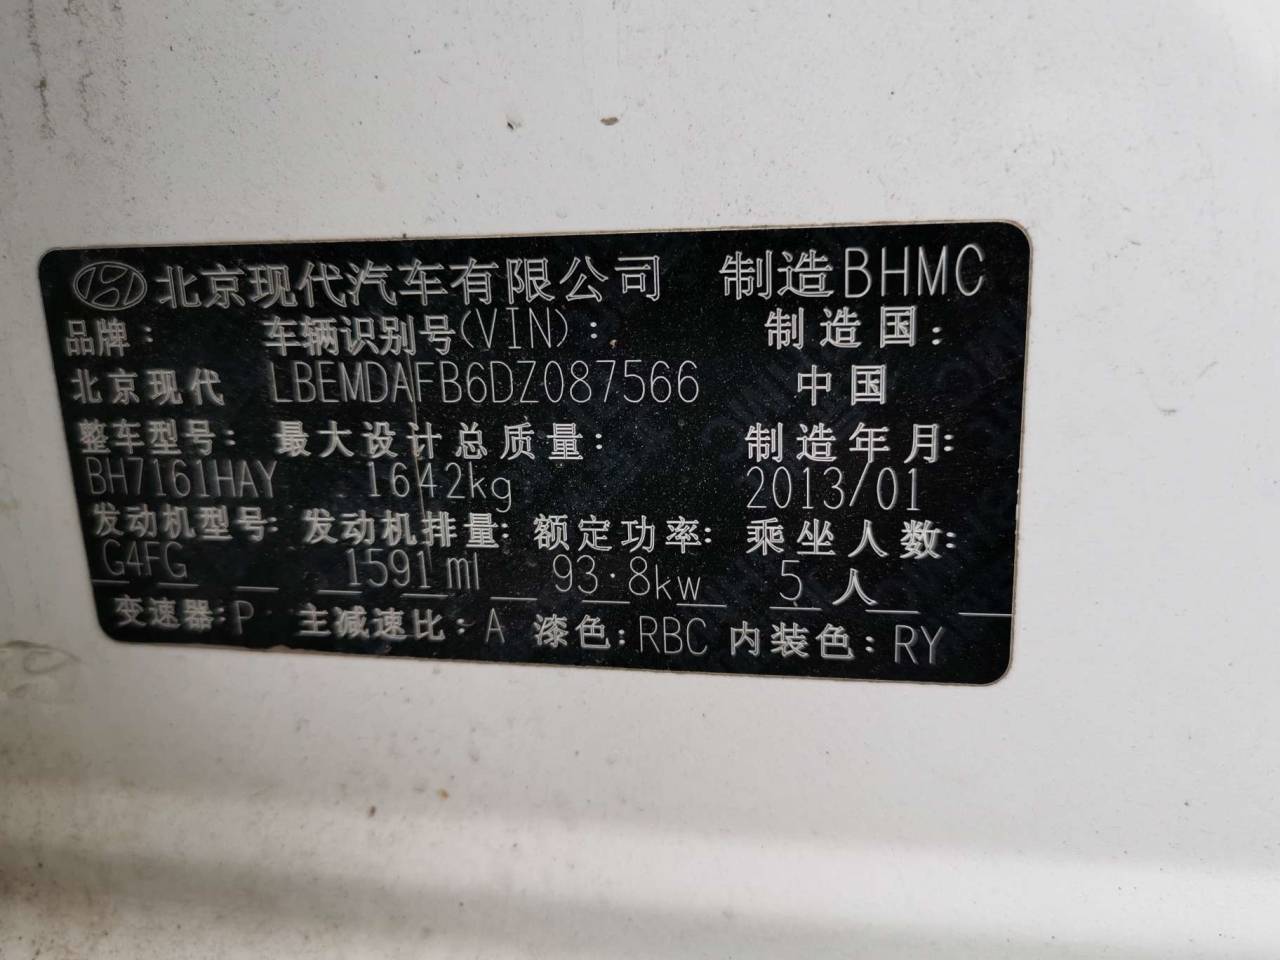 北京现代汽车有限公司 制造BHMC
品牌: 车辆识别号(VIN): 制造国:
北京现代 LBEMDAFB6DZ087566 中国
整车型号: 最大设计总质量: 制造年月:
BH7161HAY 1642kg 2013/01
发动机型号: 发动机排量: 额定功率: 乘坐人数:
G4FG 1591ml 93.8kw 5人
变速器:P 主减速比:A 漆色:RBC 内装色:RY